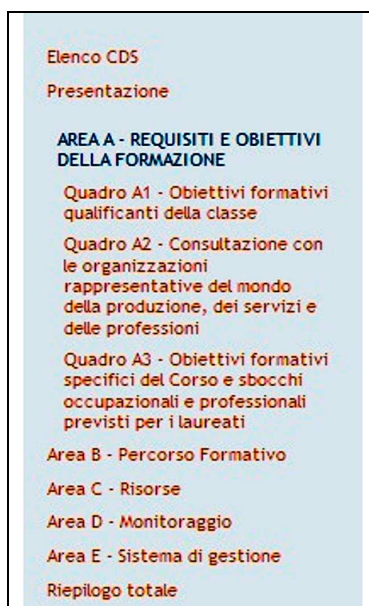 Elenco CDS
Presentazione
AREA A - REQUISITI E OBIETTIVI
DELLA FORMAZIONE
Quadro A1 - Obiettivi formativi
qualificanti della classe
Quadro A2 - Consultazione con
le organizzazioni
rappresentative del mondo
della produzione, dei servizi e
delle professioni
Quadro A3 - Obiettivi formativi
specifici del Corso e sbocchi
occupazionali e professionali
previsti per i laureati
Area B - Percorso Formativo
Area C - Risorse
Area D - Monitoraggio
Area E - Sistema di gestione
Riepilogo totale